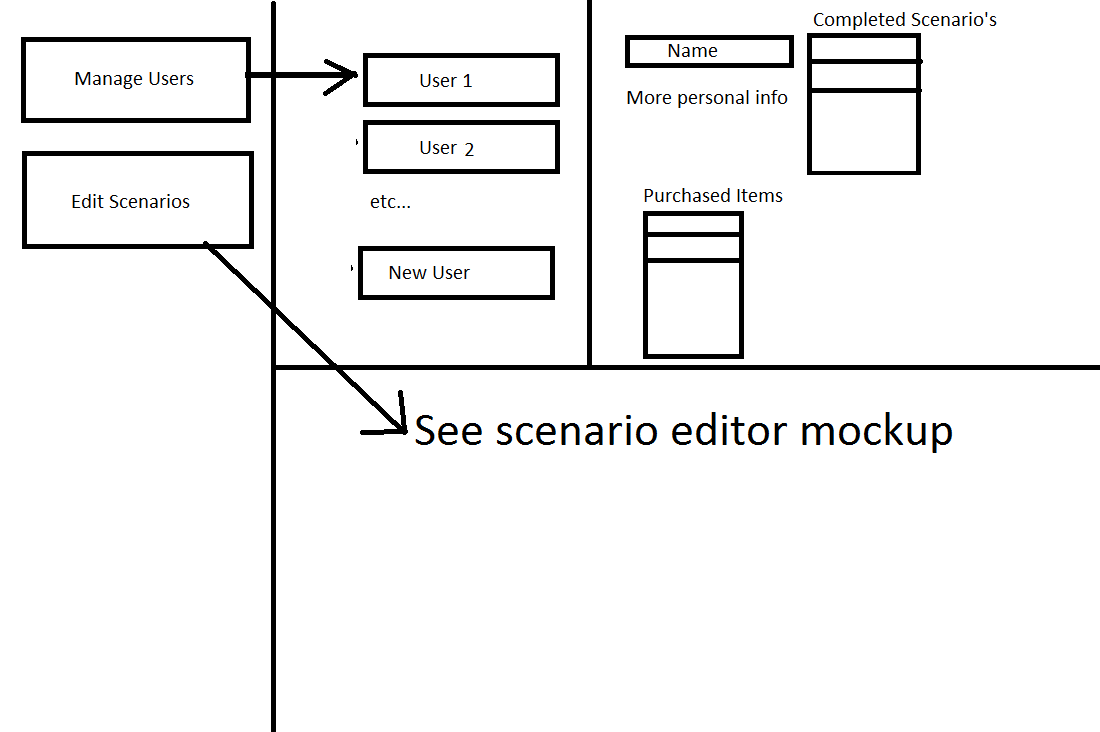 Manage Users
Edit Scenarios
User 1
User 2
etc...
New User
Name
More personal info
Completed Scenario's
Purchased Items
See scenario editor mockup